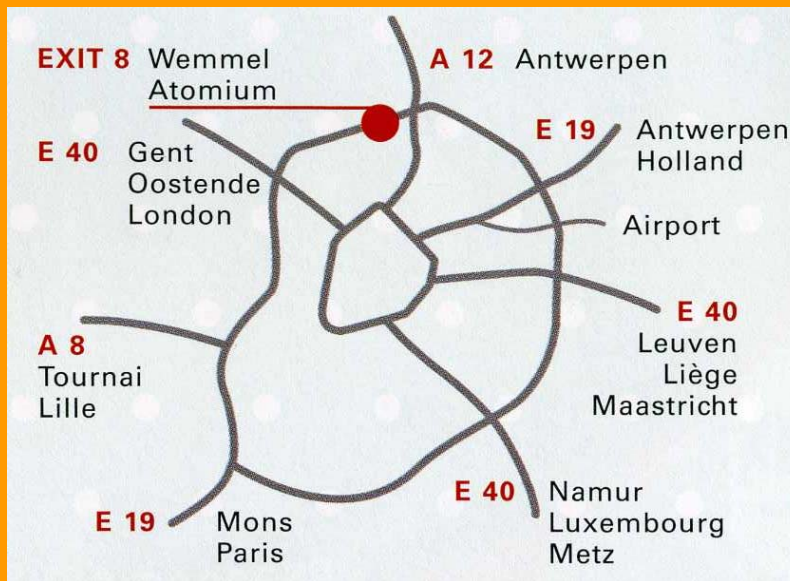 EXIT 8 Wemmel
Atomium
A 12 Antwerpen
E 40 Gent
Oostende
London
E 19 Antwerpen
Holland
Airport
E 40
Leuven
Liège
Maastricht
A 8
Tournai
Lille
E 19 Mons
Paris
E 40 Namur
Luxembourg
Metz